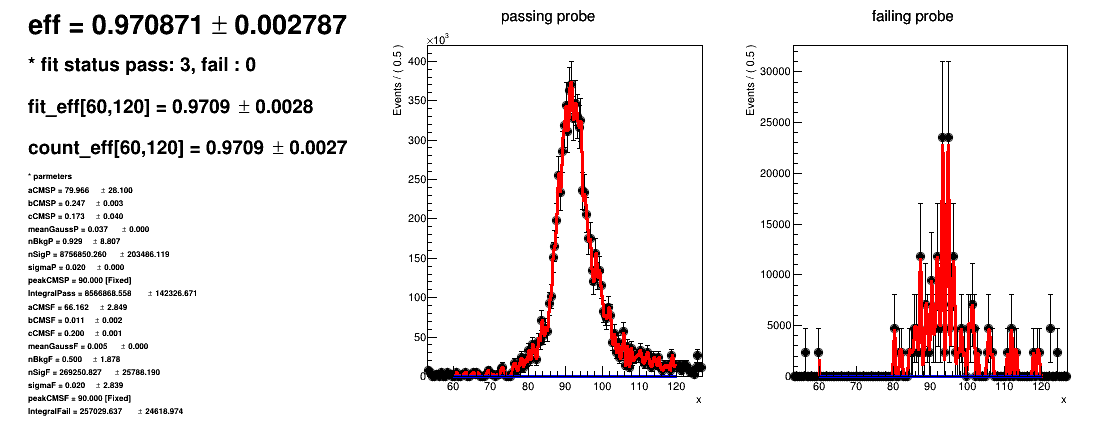 eff = 0.970871 ± 0.002787
* fit status pass: 3, fail : 0
fit_eff[60,120] = 0.9709 ± 0.0028
count_eff[60,120] = 0.9709 ± 0.0027
* parmeters
aCMSP = 79.966 ± 28.100
bCMSP = 0.247 ± 0.003
cCMSP = 0.173 ± 0.040
meanGaussP = 0.037 ± 0.000
nBkgP = 0.929 ± 8.807
nSigP = 8756850.260 ± 203486.119
sigmaP = 0.020 ± 0.000
peakCMSP = 90.000 [Fixed]
IntegralPass = 8566868.558 ± 142326.671
aCMSF = 66.162 ± 2.849
bCMSF = 0.011 ± 0.002
cCMSF = 0.200 ± 0.001
meanGaussF = 0.005 ± 0.000
nBkgF = 0.500 ± 1.878
nSigF = 269250.827 ± 25788.190
sigmaF = 0.020 ± 2.839
peakCMSF = 90.000 [Fixed]
IntegralFail = 257029.637 ± 24618.974
passing probe
×10³
Events / ( 0.5 )
400
350
300
250
200
150
100
50
0
60 70 80 90 100 110 120
x
failing probe
Events / ( 0.5 )
30000
25000
20000
15000
10000
5000
0
60 70 80 90 100 110 120
x